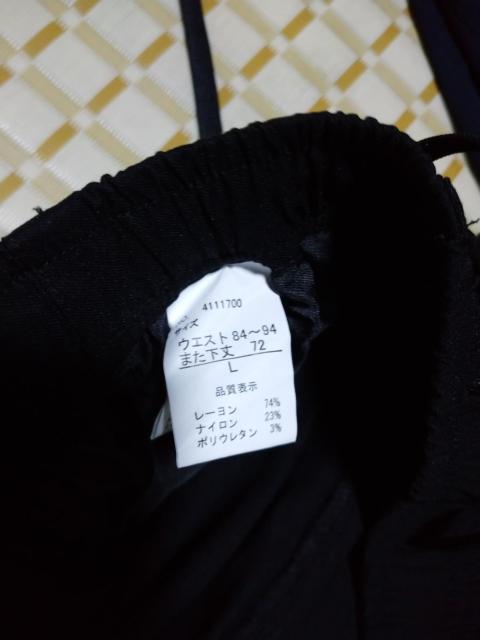 NO. 4111700
サイズ
ウエスト 84～94
また下丈 72
L
品質表示
レーヨン 74%
ナイロン 23%
ポリウレタン 3%